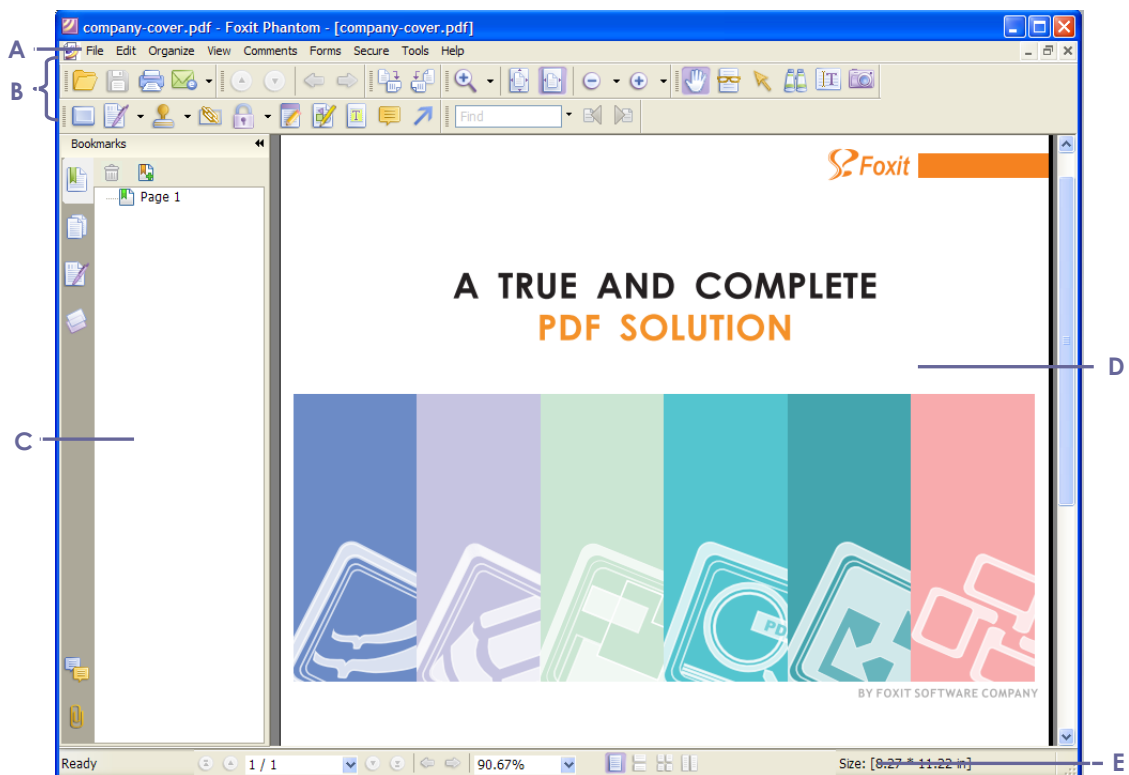 company-cover.pdf - Foxit Phantom - [company-cover.pdf]
A
File Edit Organize View Comments Forms Secure Tools Help
B
T
T
Find
Bookmarks
Page 1
Foxit
A TRUE AND COMPLETE
PDF SOLUTION
D
C
PD
BY FOXIT SOFTWARE COMPANY
Ready
1 / 1
90.67%
Size: [8.27 * 11.22 in]
E